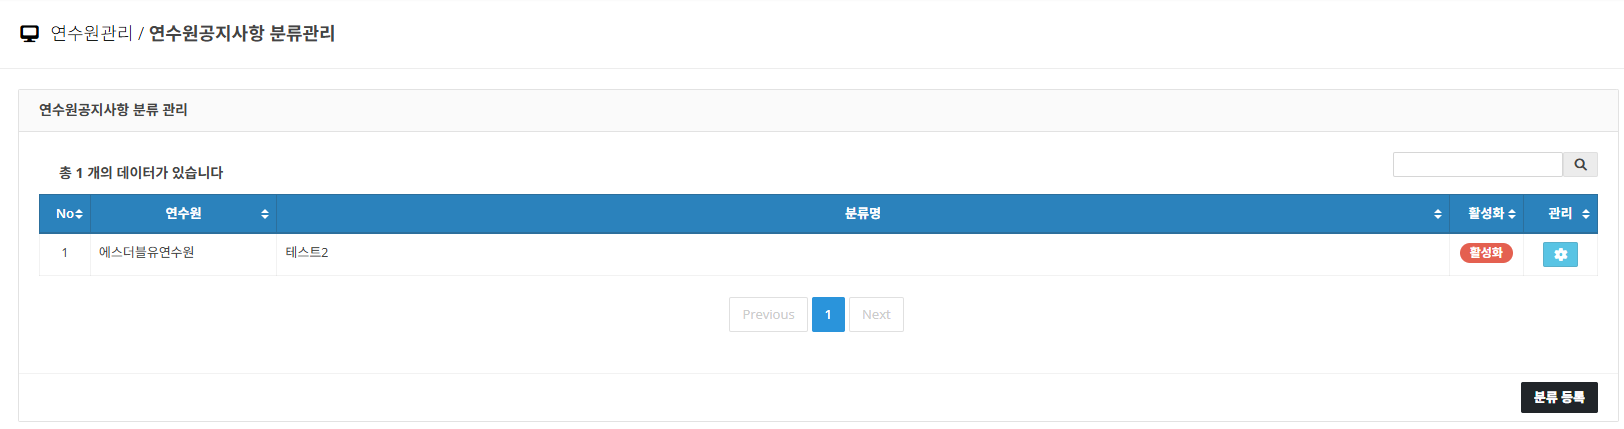 연수원관리 / 연수원공지사항 분류관리
연수원공지사항 분류 관리
총 1 개의 데이터가 있습니다
No 연수원 분류명 활성화 관리
1 에스더블유연수원 테스트2 활성화
Previous 1 Next
분류 등록